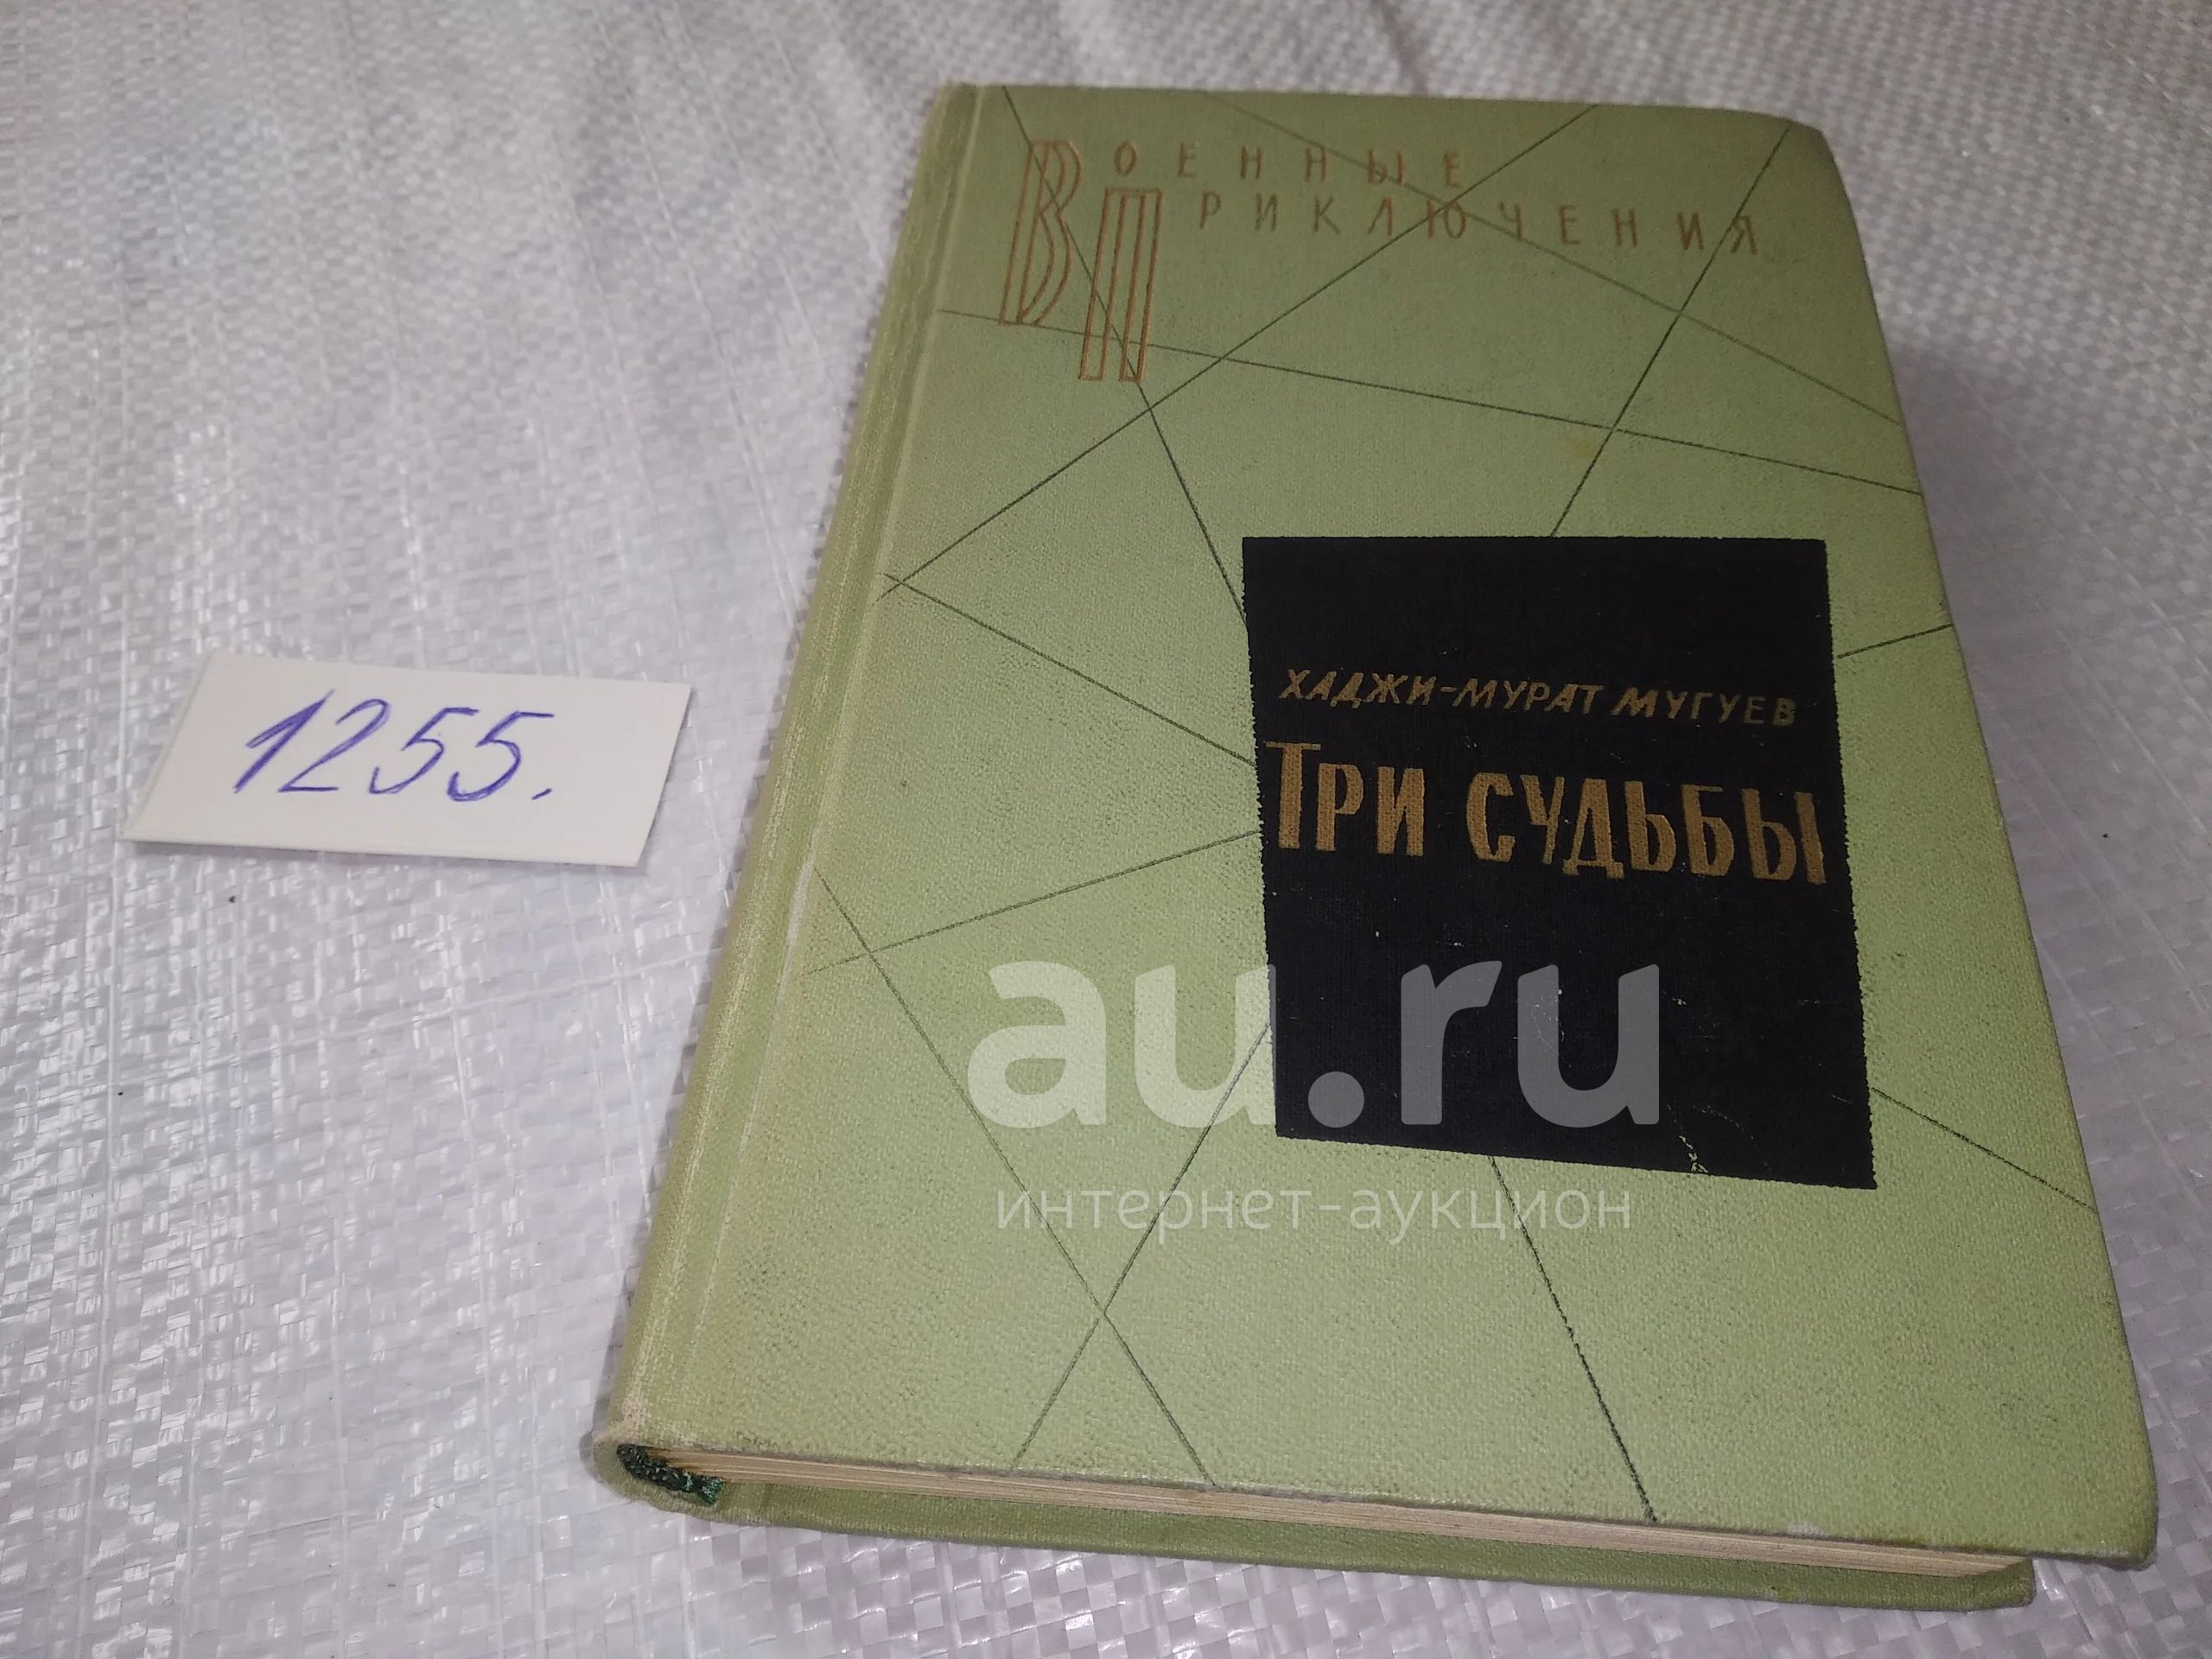 ВОЕННЫЕ
ПРИКЛЮЧЕНИЯ
1255.
ХАДЖИ-МУРАТ МУГУЕВ
ТРИ СУДЬБЫ
au.ru
интернет-аукцион